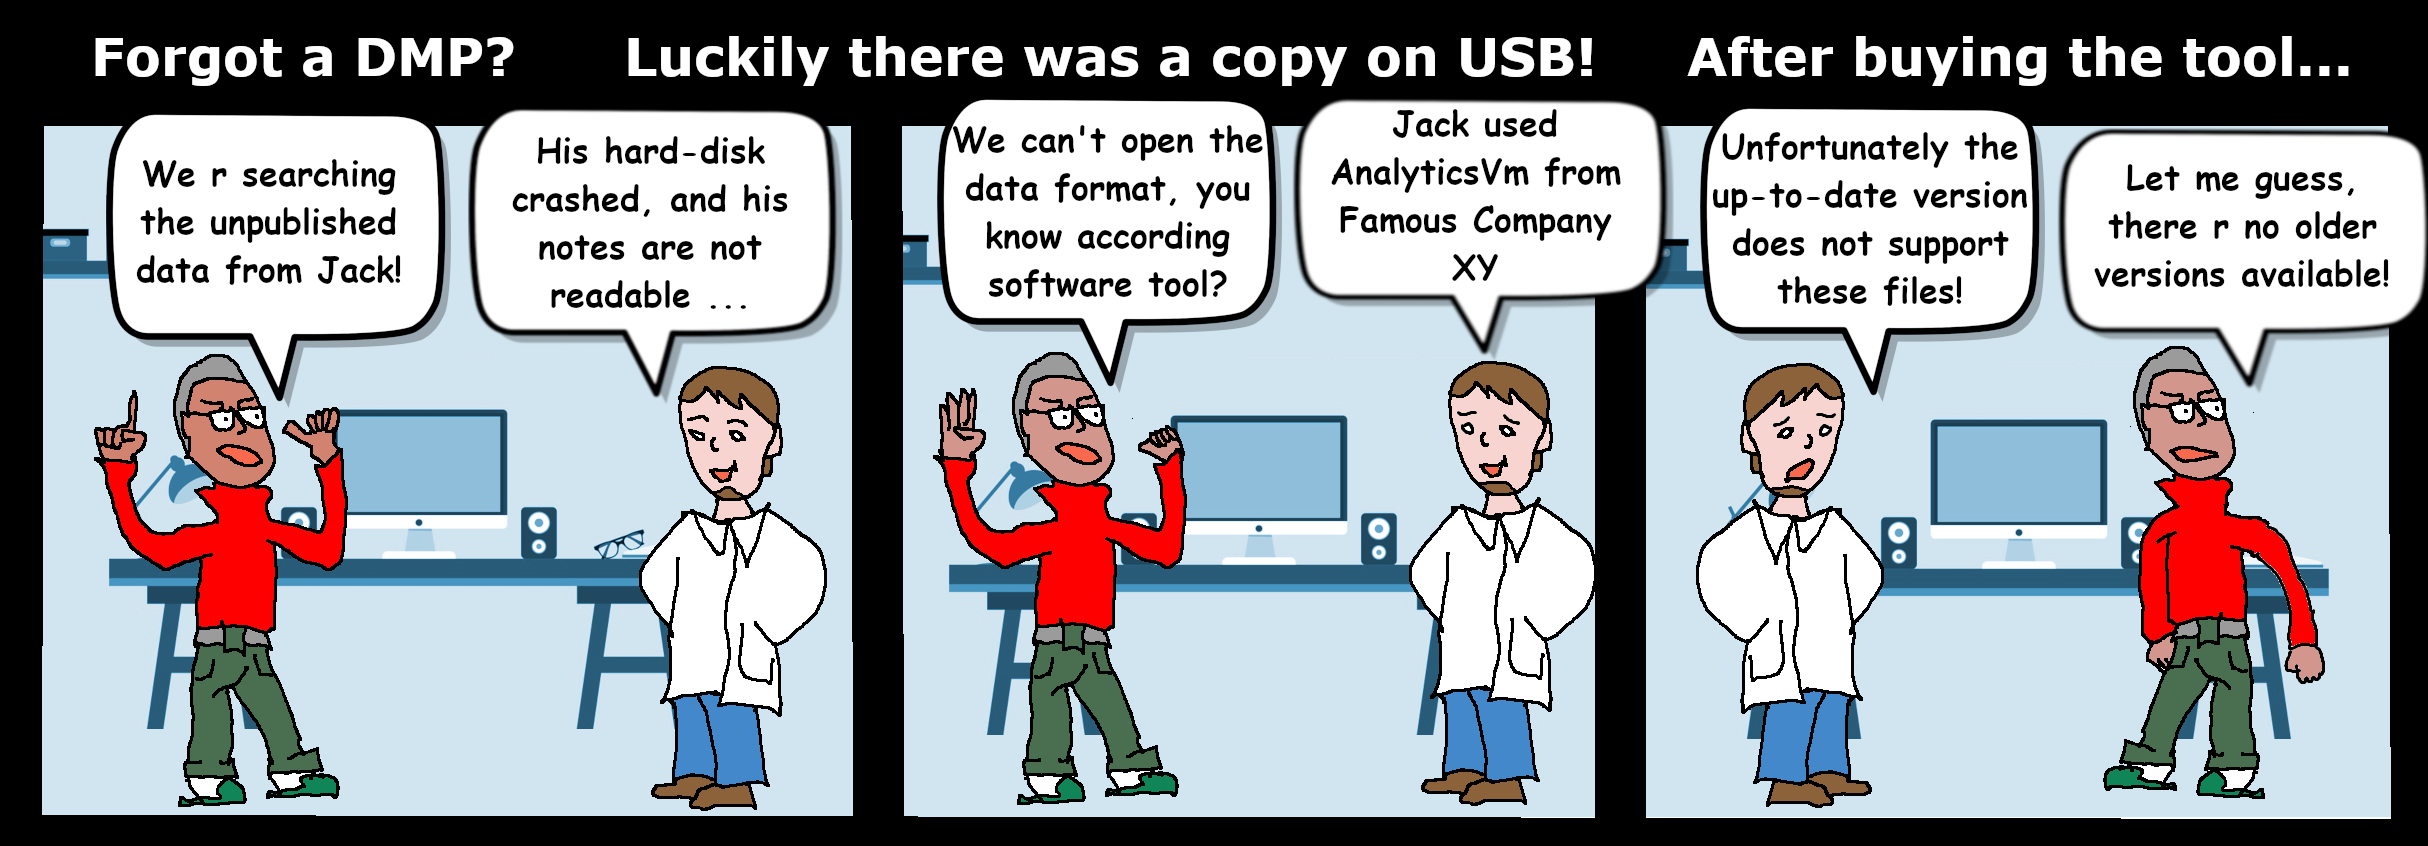 Forgot a DMP?
We r searching
the unpublished
data from Jack!
His hard-disk
crashed, and his
notes are not
readable ...
Luckily there was a copy on USB!
We can't open the
data format, you
know according
software tool?
Jack used
AnalyticsVm from
Famous Company
XY
After buying the tool...
Unfortunately the
up-to-date version
does not support
these files!
Let me guess,
there r no older
versions available!